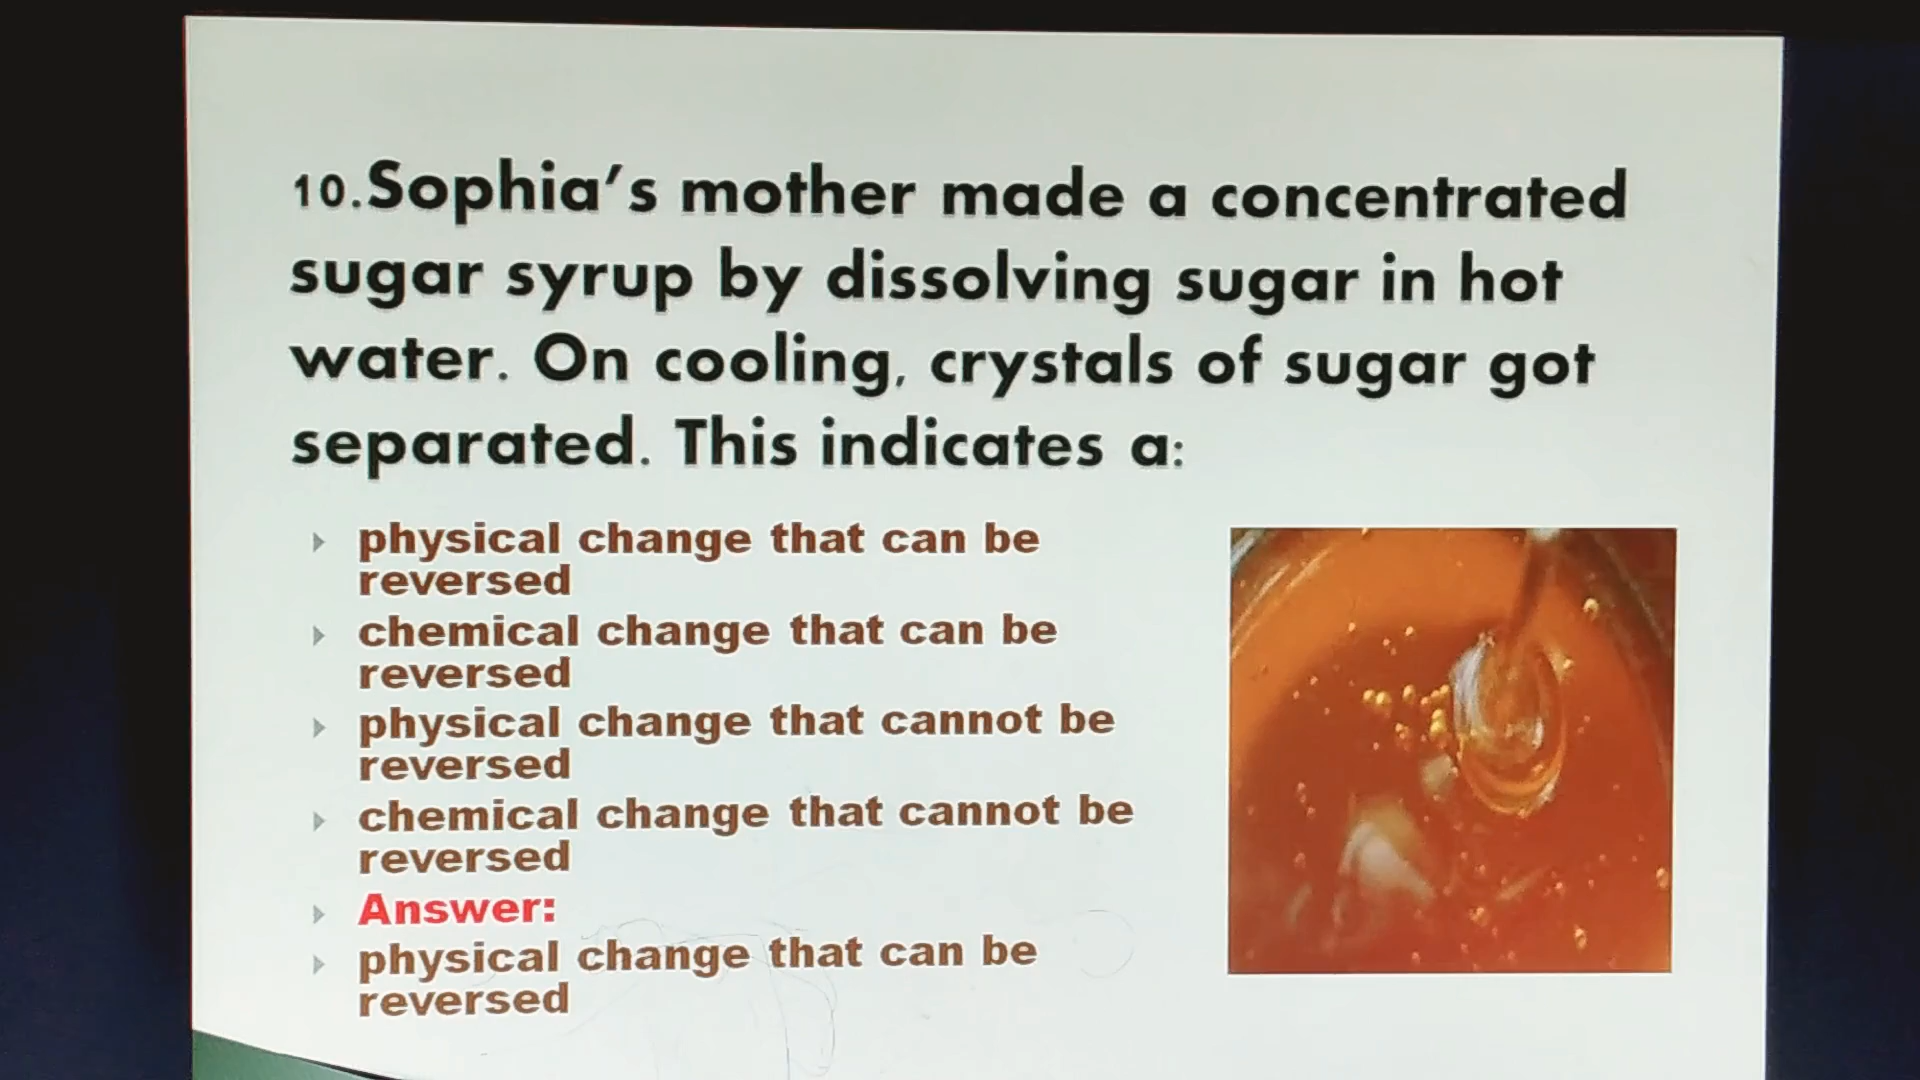 10.Sophia's mother made a concentrated
sugar syrup by dissolving sugar in hot
water. On cooling, crystals of sugar got
separated. This indicates a:
physical change that can be
reversed
chemical change that can be
reversed
physical change that cannot be
reversed
chemical change that cannot be
reversed
Answer:
physical change that can be
reversed